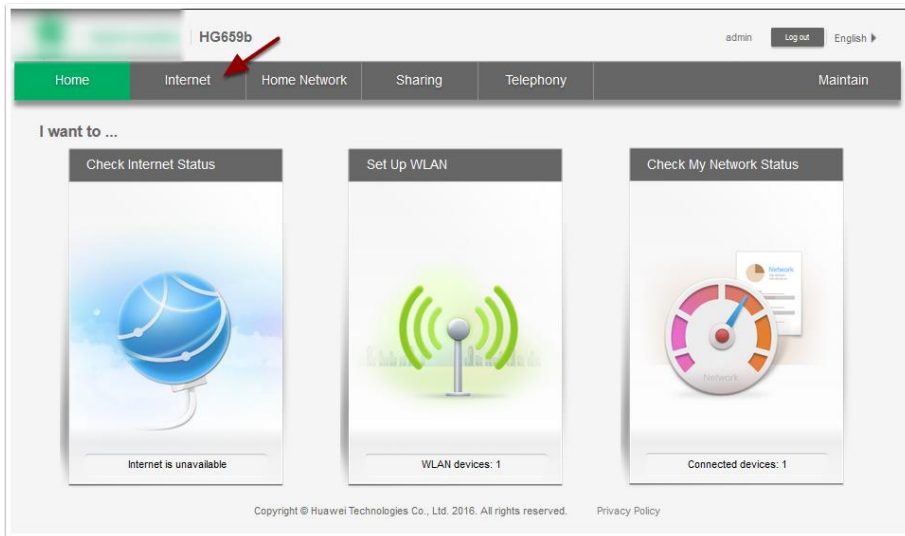 HG659b
admin Log out English
Home Internet Home Network Sharing Telephony Maintain
I want to ...
Check Internet Status Set Up WLAN Check My Network Status
Network
Network
Internet is unavailable WLAN devices: 1 Connected devices: 1
Copyright © Huawei Technologies Co., Ltd. 2016. All rights reserved. Privacy Policy